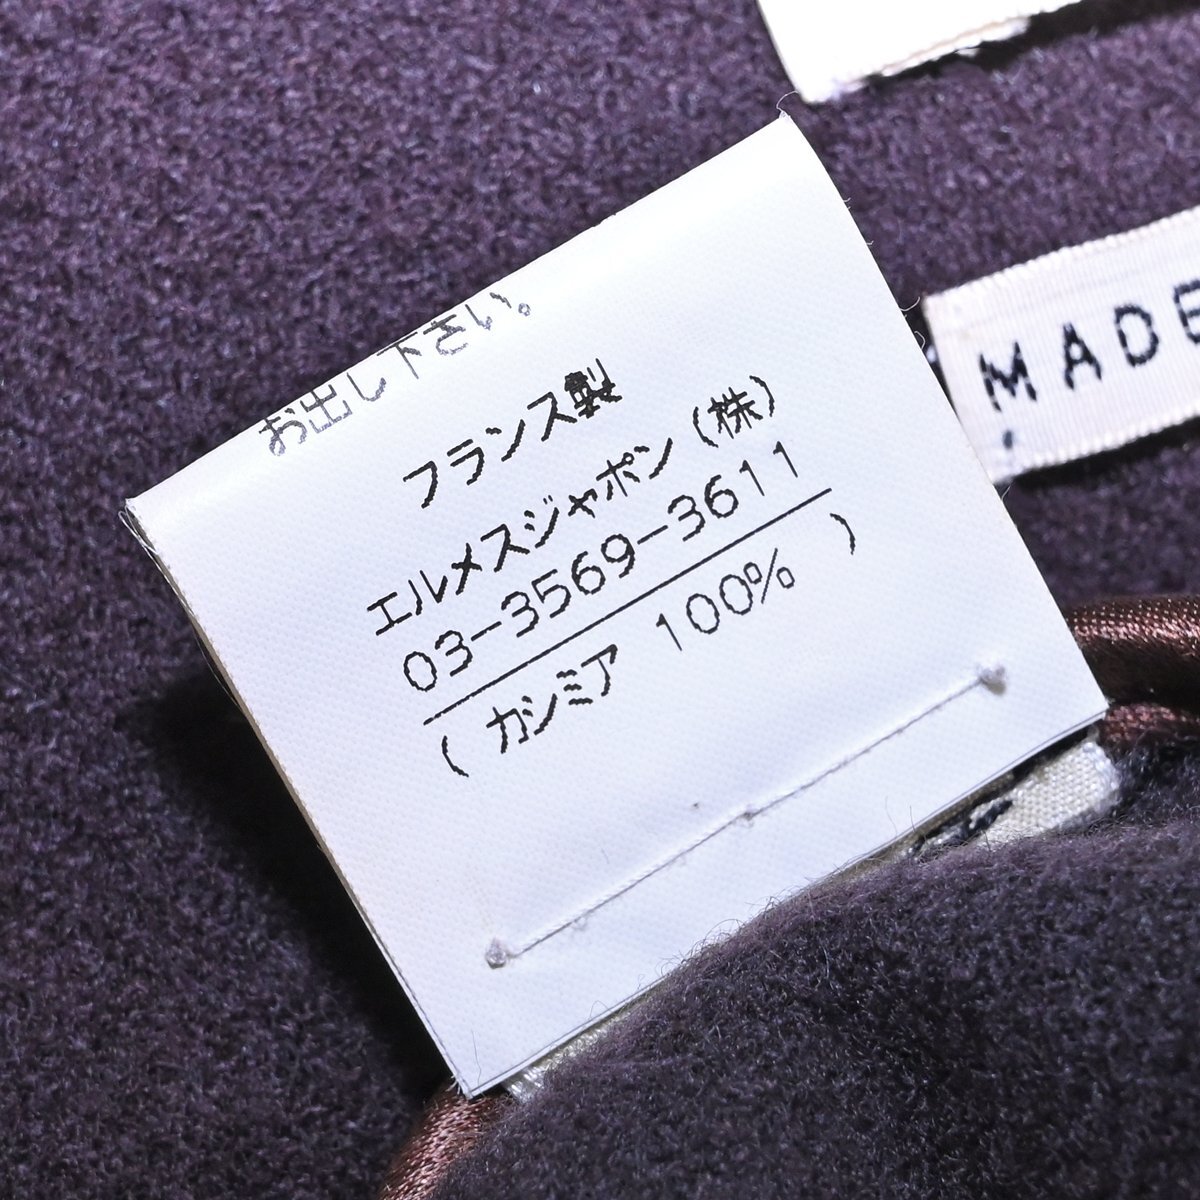 お出し下さい。
フランス製
エルメスジャポン(株)
03-3569-3611
( カシミア 100% )
MADE